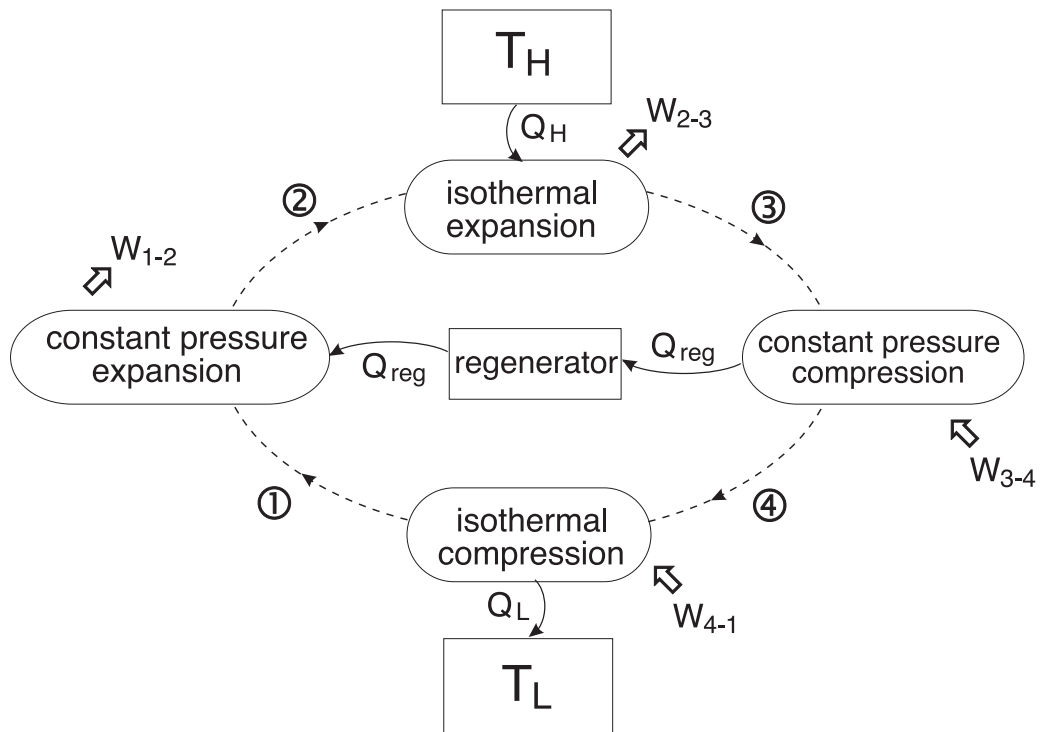 T_H
Q_H
W_2-3
isothermal
expansion
②
③
W_1-2
constant pressure
expansion
Q_reg
regenerator
Q_reg
constant pressure
compression
W_3-4
①
④
isothermal
compression
Q_L
W_4-1
T_L